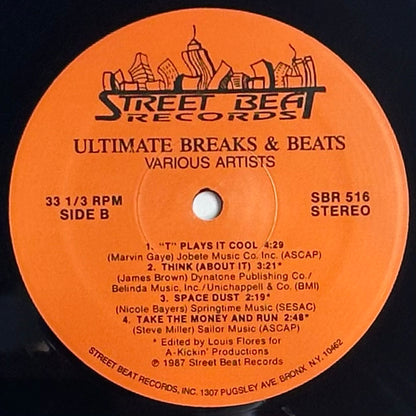 STREET BEAT
RECORDS
ULTIMATE BREAKS & BEATS
VARIOUS ARTISTS
33 1/3 RPM
SIDE B
SBR 516
STEREO
1. "T" PLAYS IT COOL 4:29
(Marvin Gaye) Jobete Music Co. Inc. (ASCAP)
2. THINK (ABOUT IT) 3:21*
(James Brown) Dynatone Publishing Co./
Belinda Music, Inc./Unichappell & Co. (BMI)
3. SPACE DUST 2:19*
(Nicole Bayers) Springtime Music (SESAC)
4. TAKE THE MONEY AND RUN 2:48*
(Steve Miller) Sailor Music (ASCAP)
* Edited by Louis Flores for
A-Kickin' Productions
© 1987 Street Beat Records
STREET BEAT RECORDS, INC. 1307 PUGSLEY AVE. BRONX N.Y. 10462